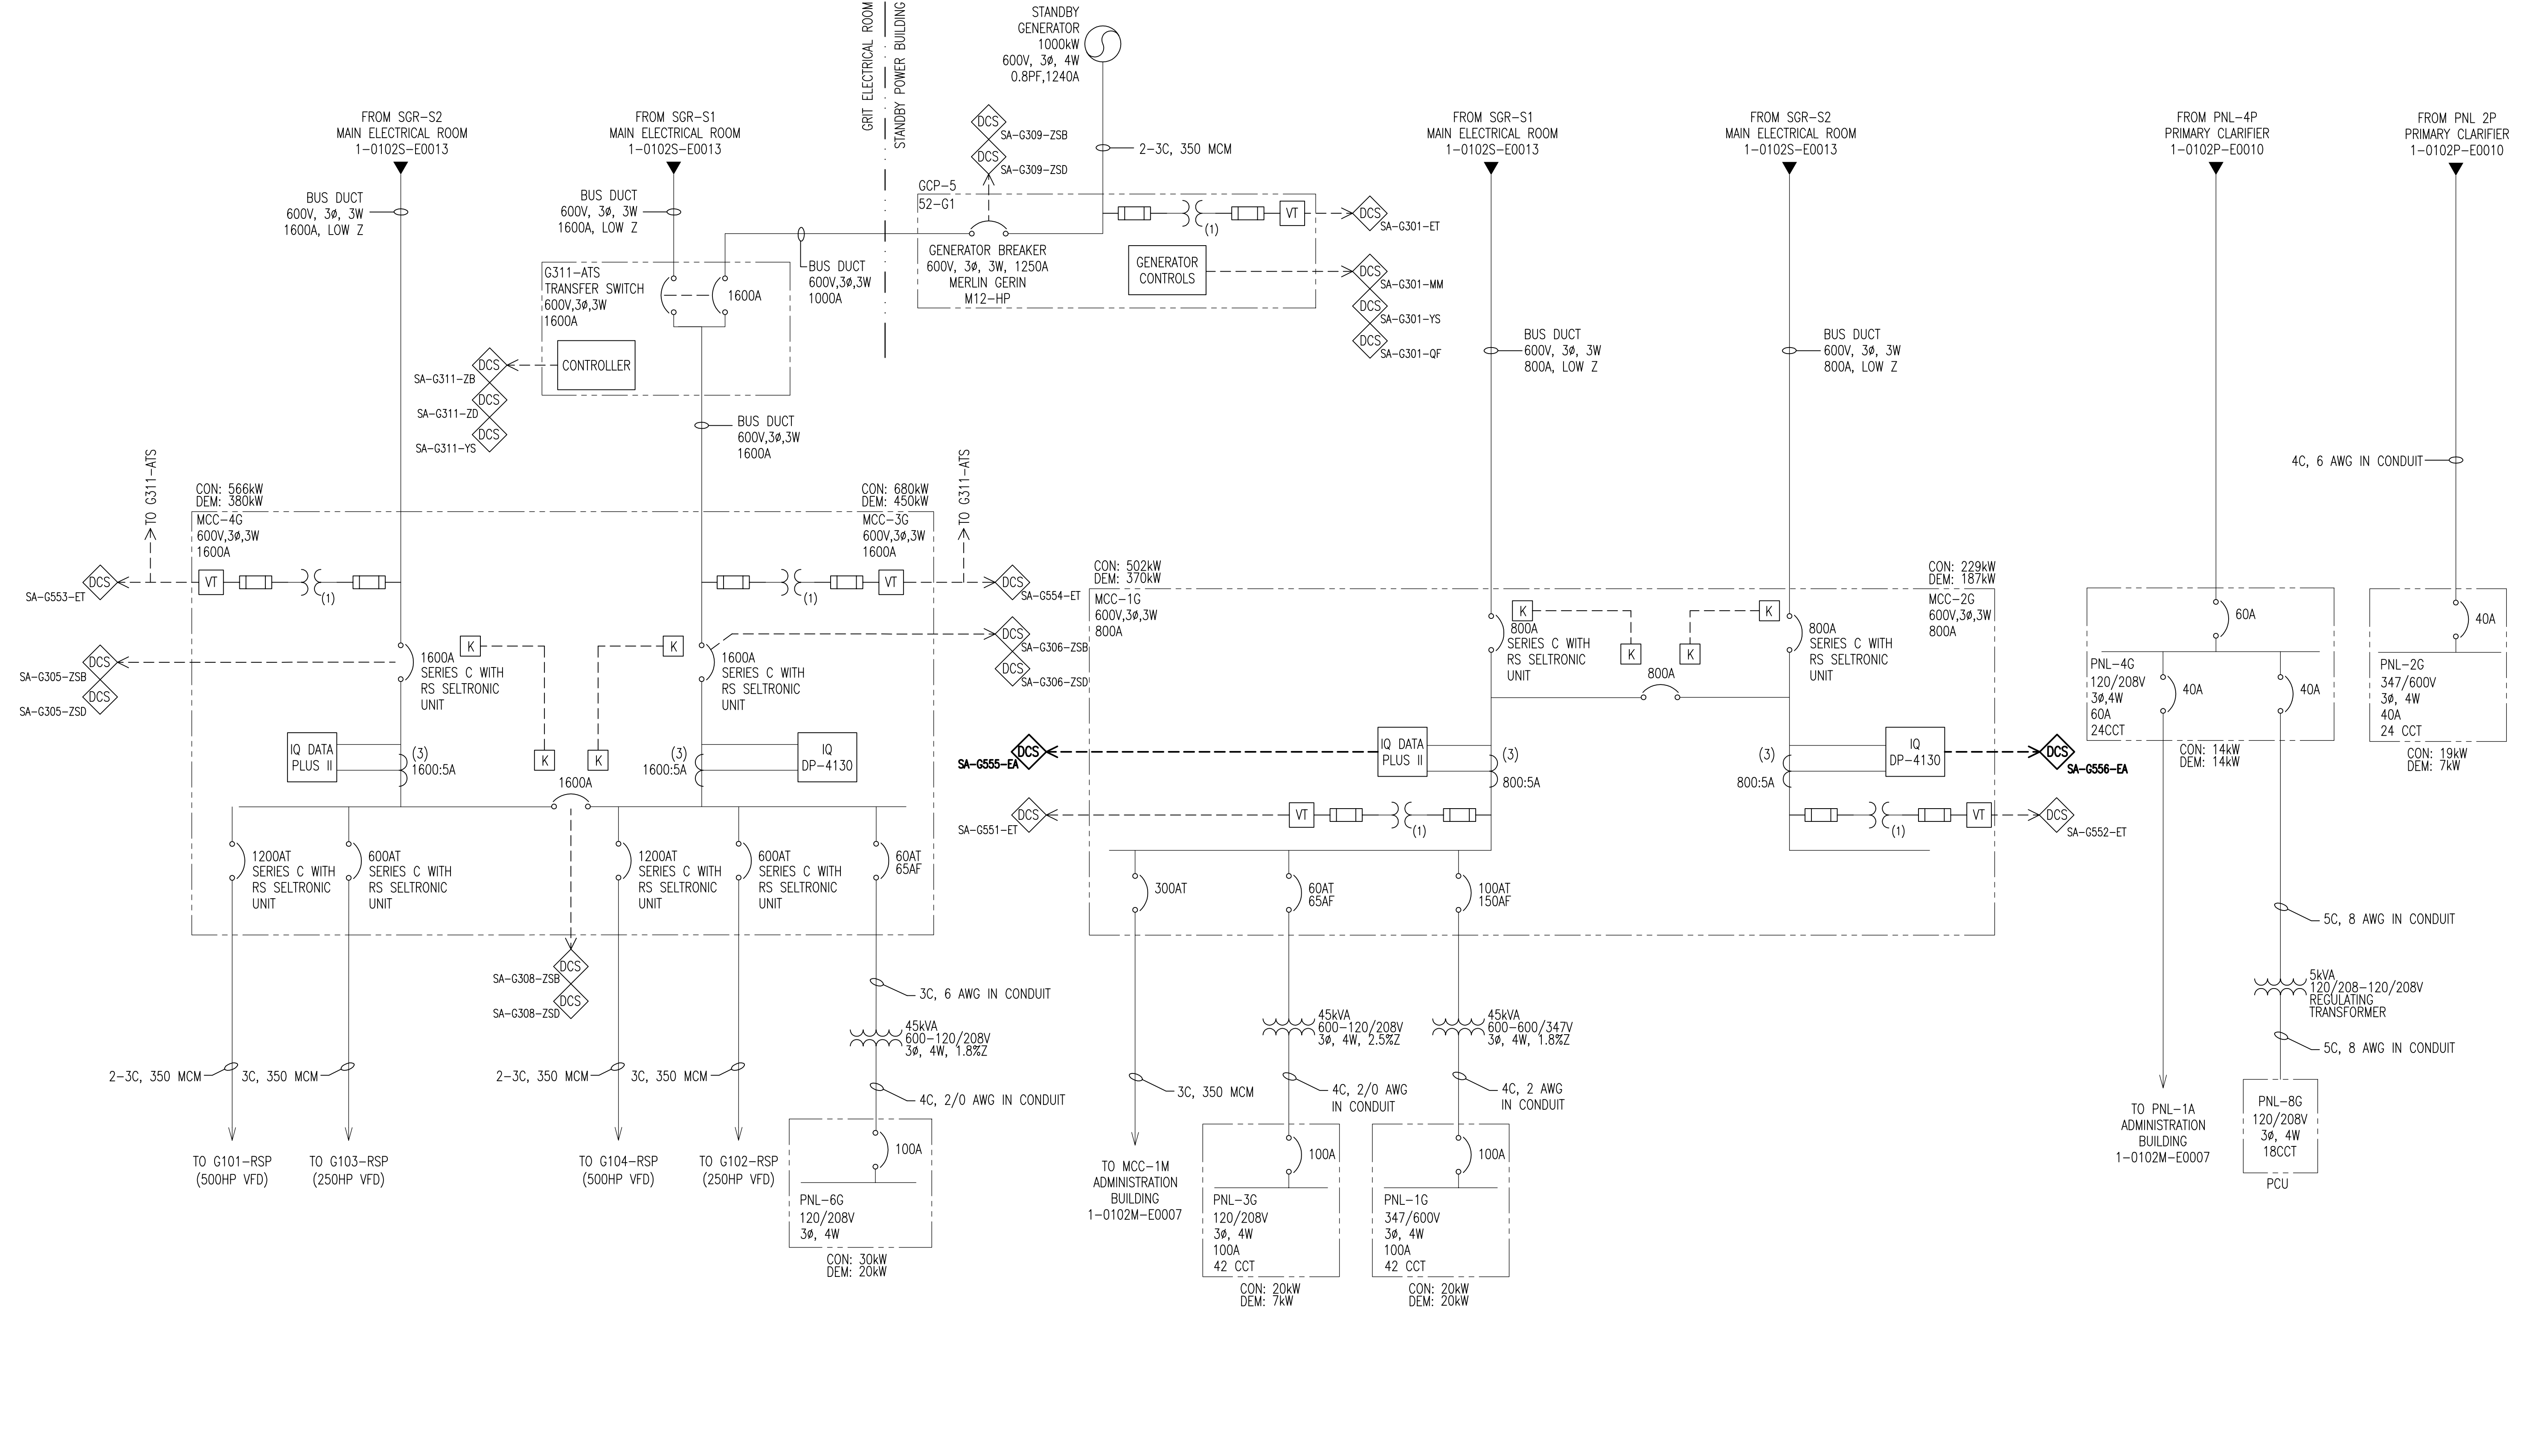 STANDBY
GENERATOR
1000kW
600V, 3ø, 4W
0.8PF,1240A
GRIT ELECTRICAL ROOM
STANDBY POWER BUILDING
FROM SGR-S2
MAIN ELECTRICAL ROOM
1-0102S-E0013
FROM SGR-S1
MAIN ELECTRICAL ROOM
1-0102S-E0013
DCS
SA-G309-ZSB
DCS
SA-G309-ZSD
2-3C, 350 MCM
FROM SGR-S1
MAIN ELECTRICAL ROOM
1-0102S-E0013
FROM SGR-S2
MAIN ELECTRICAL ROOM
1-0102S-E0013
FROM PNL-4P
PRIMARY CLARIFIER
1-0102P-E0010
FROM PNL 2P
PRIMARY CLARIFIER
1-0102P-E0010
BUS DUCT
600V, 3ø, 3W
1600A, LOW Z
BUS DUCT
600V, 3ø, 3W
1600A, LOW Z
GCP-5
52-G1
(1)
VT
DCS
SA-G301-ET
GENERATOR BREAKER
600V, 3ø, 3W, 1250A
MERLIN GERIN
M12-HP
GENERATOR
CONTROLS
DCS
SA-G301-MM
DCS
SA-G301-YS
DCS
SA-G301-QF
BUS DUCT
600V,3ø,3W
1000A
G311-ATS
TRANSFER SWITCH
600V,3ø,3W
1600A
1600A
CONTROLLER
DCS
SA-G311-ZB
DCS
SA-G311-ZD
DCS
SA-G311-YS
BUS DUCT
600V, 3ø, 3W
800A, LOW Z
BUS DUCT
600V, 3ø, 3W
800A, LOW Z
BUS DUCT
600V,3ø,3W
1600A
4C, 6 AWG IN CONDUIT
TO G311-ATS
TO G311-ATS
CON: 566kW
DEM: 380kW
MCC-4G
600V,3ø,3W
1600A
CON: 680kW
DEM: 450kW
MCC-3G
600V,3ø,3W
1600A
DCS
SA-G553-ET
VT
(1)
(1)
VT
DCS
SA-G554-ET
DCS
SA-G305-ZSB
DCS
SA-G305-ZSD
1600A
SERIES C WITH
RS SELTRONIC
UNIT
K
K
K
K
1600A
SERIES C WITH
RS SELTRONIC
UNIT
DCS
SA-G306-ZSB
DCS
SA-G306-ZSD
IQ DATA
PLUS II
(3)
1600:5A
(3)
1600:5A
IQ
DP-4130
1600A
1200AT
SERIES C WITH
RS SELTRONIC
UNIT
600AT
SERIES C WITH
RS SELTRONIC
UNIT
1200AT
SERIES C WITH
RS SELTRONIC
UNIT
600AT
SERIES C WITH
RS SELTRONIC
UNIT
60AT
65AF
DCS
SA-G308-ZSB
DCS
SA-G308-ZSD
3C, 6 AWG IN CONDUIT
45kVA
600-120/208V
3ø, 4W, 1.8%Z
2-3C, 350 MCM
3C, 350 MCM
2-3C, 350 MCM
3C, 350 MCM
4C, 2/0 AWG IN CONDUIT
TO G101-RSP
(500HP VFD)
TO G103-RSP
(250HP VFD)
TO G104-RSP
(500HP VFD)
TO G102-RSP
(250HP VFD)
100A
PNL-6G
120/208V
3ø, 4W
CON: 30kW
DEM: 20kW
CON: 502kW
DEM: 370kW
MCC-1G
600V,3ø,3W
800A
CON: 229kW
DEM: 187kW
MCC-2G
600V,3ø,3W
800A
K
K
K
K
800A
SERIES C WITH
RS SELTRONIC
UNIT
800A
800A
SERIES C WITH
RS SELTRONIC
UNIT
DCS
SA-G555-EA
IQ DATA
PLUS II
(3)
800:5A
(3)
800:5A
IQ
DP-4130
DCS
SA-G556-EA
DCS
SA-G551-ET
VT
(1)
(1)
VT
DCS
SA-G552-ET
300AT
60AT
65AF
100AT
150AF
45kVA
600-120/208V
3ø, 4W, 2.5%Z
45kVA
600-600/347V
3ø, 4W, 1.8%Z
3C, 350 MCM
4C, 2/0 AWG
IN CONDUIT
4C, 2 AWG
IN CONDUIT
TO MCC-1M
ADMINISTRATION
BUILDING
1-0102M-E0007
100A
PNL-3G
120/208V
3ø, 4W
100A
42 CCT
CON: 20kW
DEM: 7kW
100A
PNL-1G
347/600V
3ø, 4W
100A
42 CCT
CON: 20kW
DEM: 20kW
60A
PNL-4G
120/208V
3ø,4W
60A
24CCT
40A
40A
CON: 14kW
DEM: 14kW
40A
PNL-2G
347/600V
3ø, 4W
40A
24 CCT
CON: 19kW
DEM: 7kW
5C, 8 AWG IN CONDUIT
5kVA
120/208-120/208V
REGULATING
TRANSFORMER
5C, 8 AWG IN CONDUIT
TO PNL-1A
ADMINISTRATION
BUILDING
1-0102M-E0007
PNL-8G
120/208V
3ø, 4W
18CCT
PCU